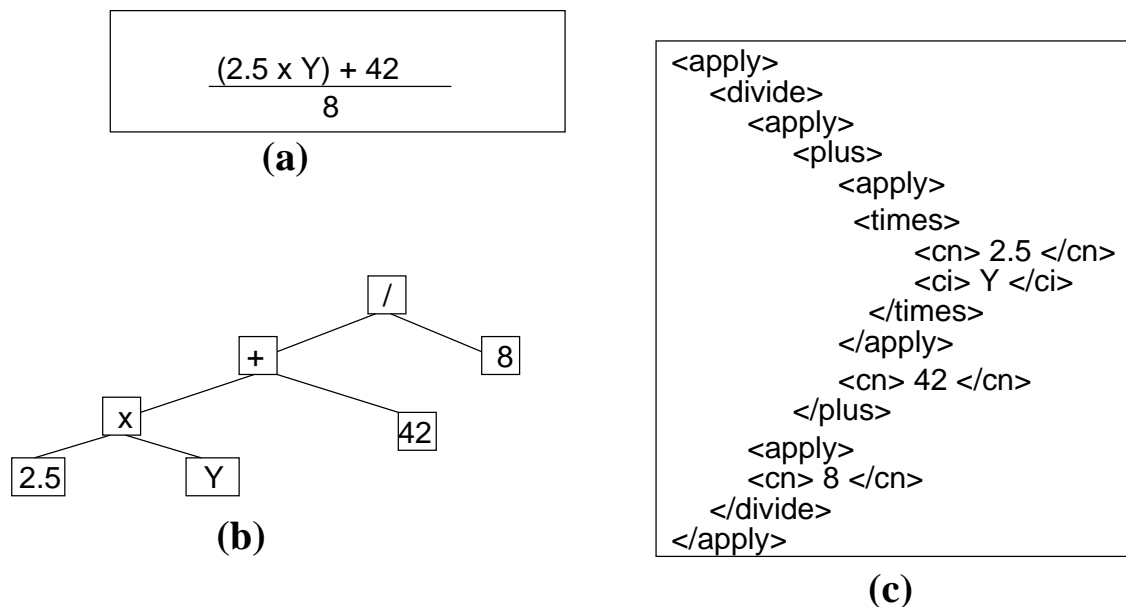 (2.5 x Y) + 42
8
(a)
/
+
8
x
42
2.5
Y
(b)
<apply>
<divide>
<apply>
<plus>
<apply>
<times>
<cn> 2.5 </cn>
<ci> Y </ci>
</times>
</apply>
<cn> 42 </cn>
</plus>
<apply>
<cn> 8 </cn>
</divide>
</apply>
(c)